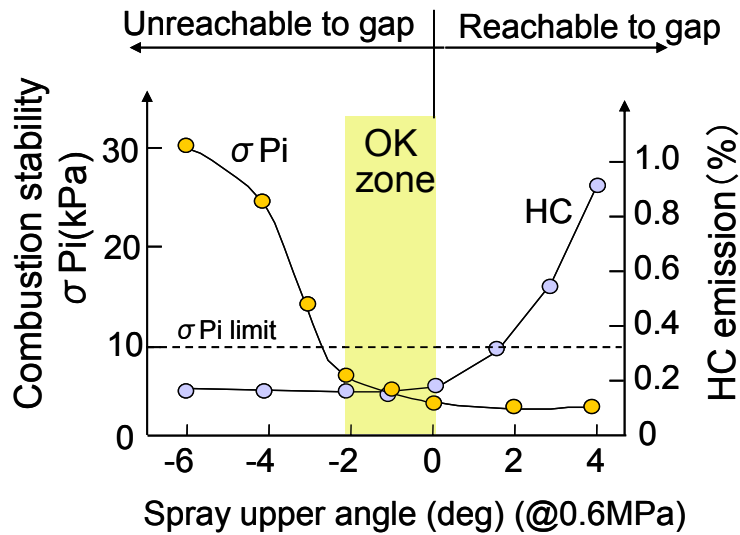 Unreachable to gap
Reachable to gap
Combustion stability
σ Pi(kPa)
30
20
10
0
σ Pi
OK
zone
HC
σ Pi limit
1.0
0.8
0.6
0.4
0.2
0
HC emission (%)
-6 -4 -2 0 2 4
Spray upper angle (deg) (@0.6MPa)